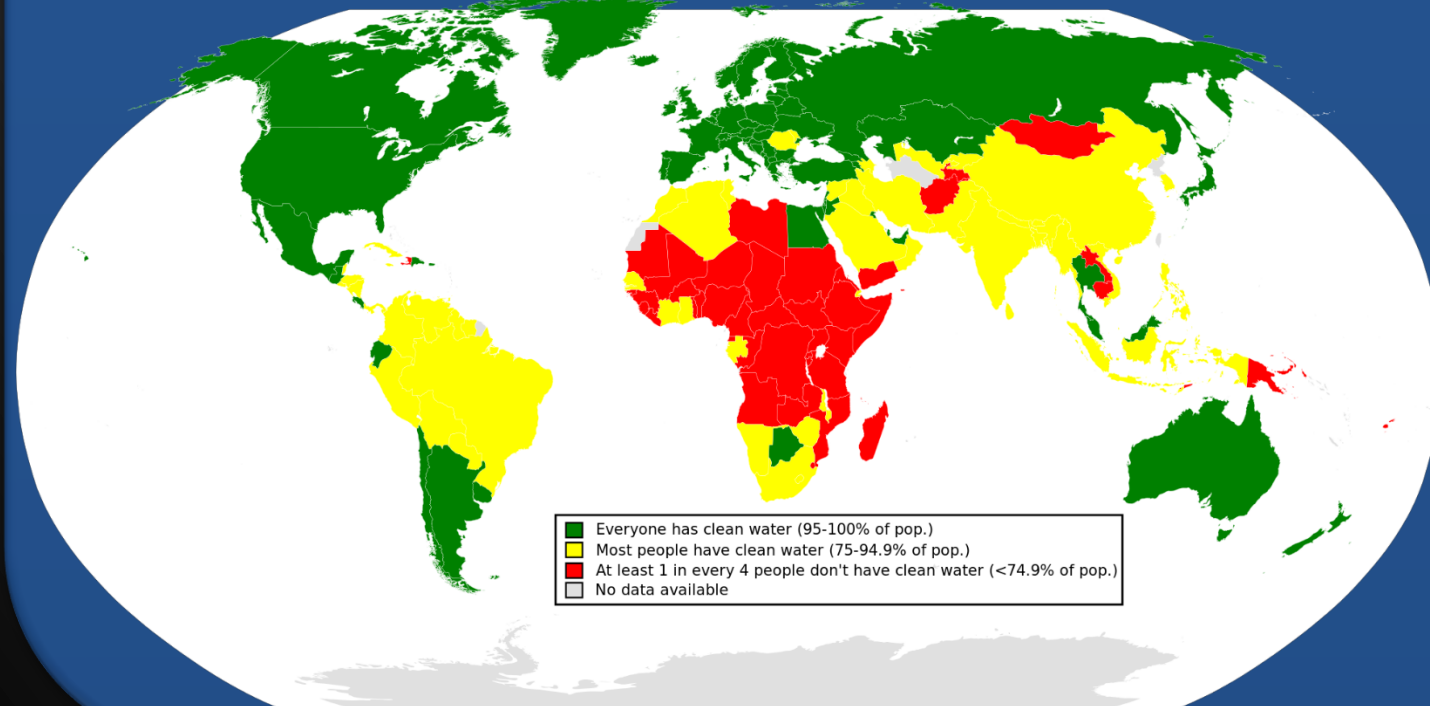 Everyone has clean water (95-100% of pop.)
Most people have clean water (75-94.9% of pop.)
At least 1 in every 4 people don't have clean water (<74.9% of pop.)
No data available